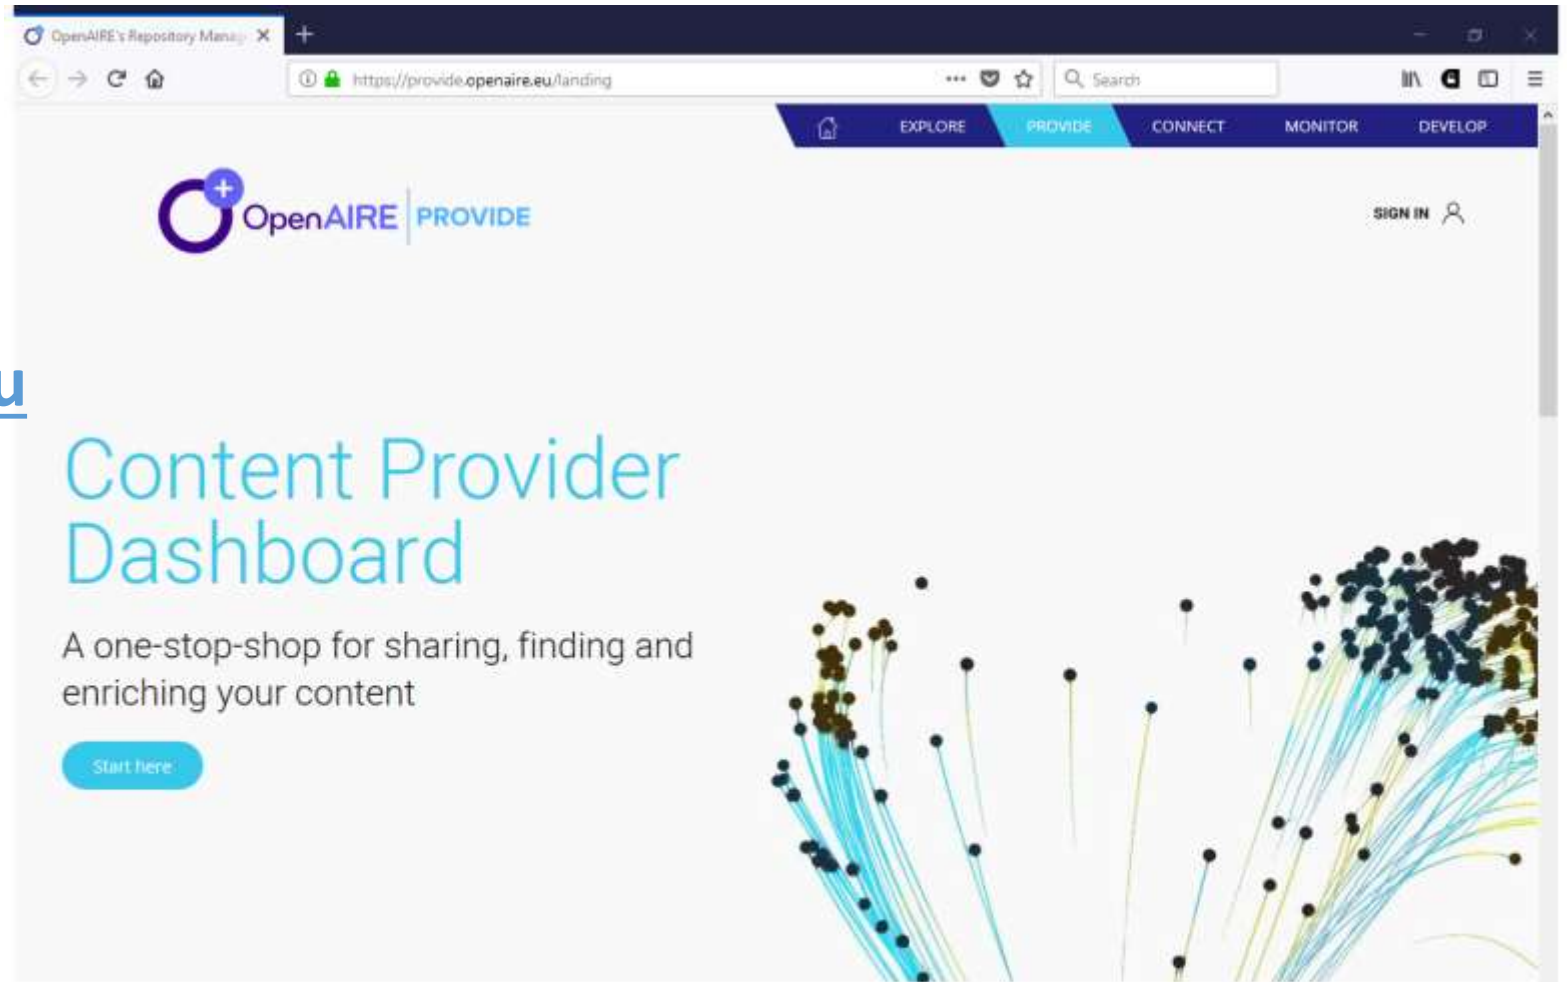 OpenAIRE's Repository Manag
https://provide.openaire.eu/landing
Search
EXPLORE PROVIDE CONNECT MONITOR DEVELOP
OpenAIRE PROVIDE
SIGN IN
u
Content Provider
Dashboard
A one-stop-shop for sharing, finding and
enriching your content
Start here